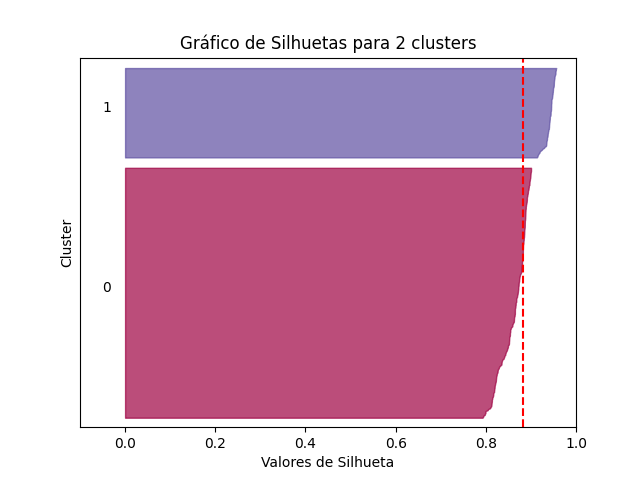 Gráfico de Silhuetas para 2 clusters
1
0
Cluster
0.0 0.2 0.4 0.6 0.8 1.0
Valores de Silhueta